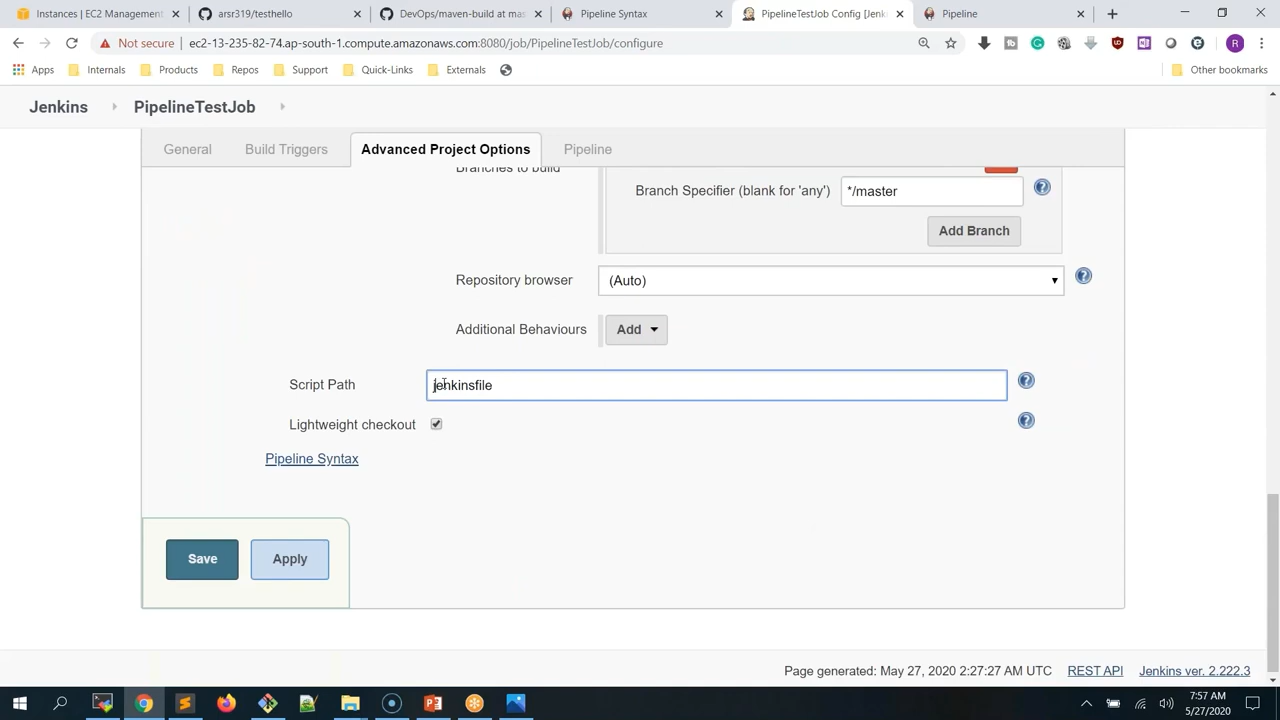 Instances | EC2 Management
arsr319/testhello
DevOps/maven-build at mas
Pipeline Syntax
PipelineTestJob Config [Jenki
Pipeline
Not secure
ec2-13-235-82-74.ap-south-1.compute.amazonaws.com:8080/job/PipelineTestJob/configure
Apps Internals Products Repos Support Quick-Links Externals Other bookmarks
Jenkins PipelineTestJob
General Build Triggers Advanced Project Options Pipeline
Branches to build
Branch Specifier (blank for 'any') */master
Add Branch
Repository browser (Auto)
Additional Behaviours Add
Script Path jenkinsfile
Lightweight checkout
Pipeline Syntax
Save Apply
Page generated: May 27, 2020 2:27:27 AM UTC REST API Jenkins ver. 2.222.3
7:57 AM
5/27/2020